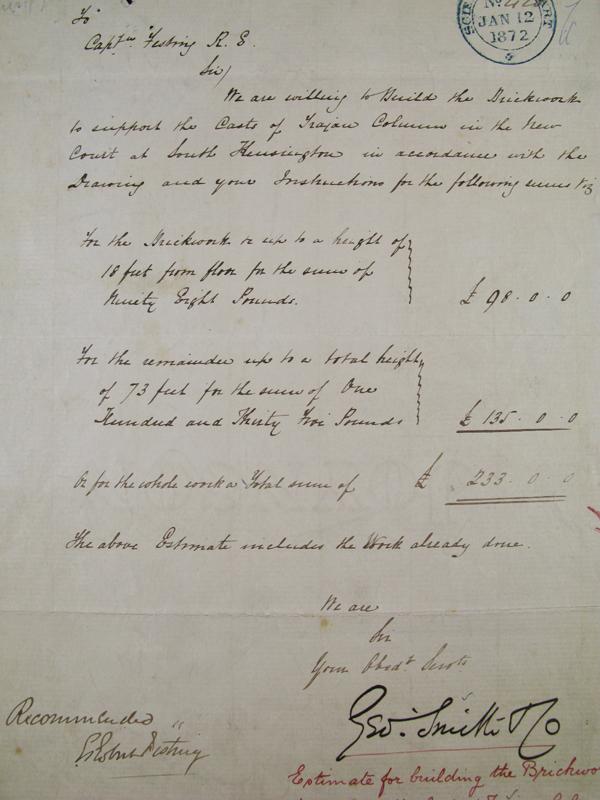 To
Captn Festing R. E.
Sir/
We are willing to Build the Brickwork
to support the Casts of Trajan Column in the New
Court at South Kensington in accordance with the
Drawing and your Instructions for the following sums viz
For the Brickwork up to a height of
18 feet from floor for the sum of
Ninety Eight Pounds.
£ 98 . 0 . 0
For the remainder up to a total height
of 73 feet for the sum of One
Hundred and Thirty Five Pounds
£ 135 . 0 . 0
Or for the whole work a Total sum of £ 233 . 0 . 0
The above Estimate includes the Work already done.
We are
Sir
Your Obedt Servts
Geo. Smith & Co
Recommended
Festing
JAN 12
1872
Estimate for building the Brickwo